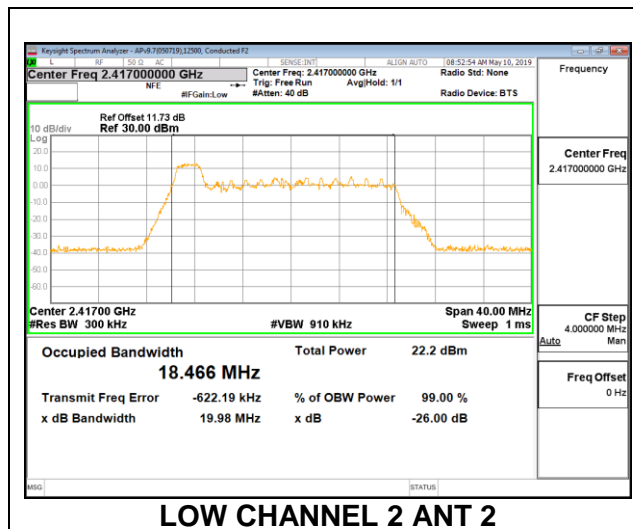 Keysight Spectrum Analyzer - APv9.7(050719),12500, Conducted F2
L RF 50 Ω AC SENSE:INT ALIGN AUTO 08:52:54 AM May 10, 2019
Center Freq 2.417000000 GHz
NFE
#IFGain:Low
Center Freq: 2.417000000 GHz
Trig: Free Run Avg|Hold: 1/1
#Atten: 40 dB
Radio Std: None
Radio Device: BTS
Frequency
Ref Offset 11.73 dB
10 dB/div Ref 30.00 dBm
Log
20.0
10.0
0.00
-10.0
-20.0
-30.0
-40.0
-50.0
-60.0
Center Freq
2.417000000 GHz
Center 2.41700 GHz Span 40.00 MHz
#Res BW 300 kHz #VBW 910 kHz Sweep 1 ms
CF Step
4.000000 MHz
Auto Man
Occupied Bandwidth Total Power 22.2 dBm
18.466 MHz
Transmit Freq Error -622.19 kHz % of OBW Power 99.00 %
x dB Bandwidth 19.98 MHz x dB -26.00 dB
Freq Offset
0 Hz
MSG STATUS
LOW CHANNEL 2 ANT 2